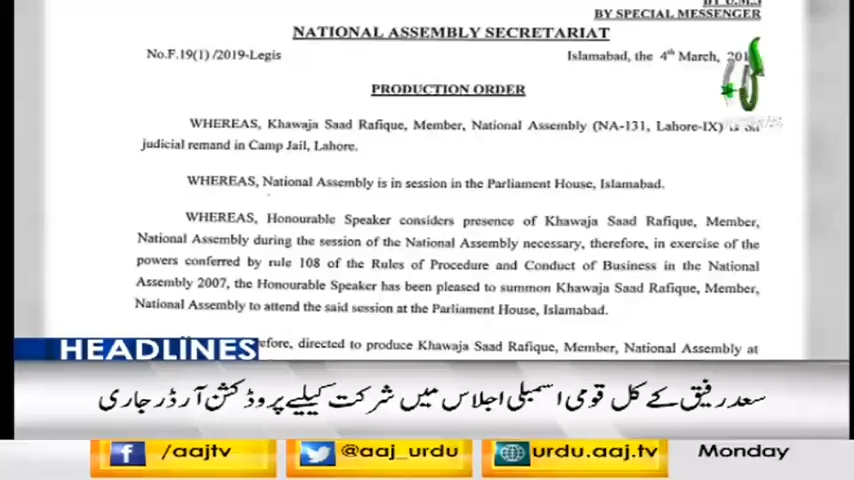 BY SPECIAL MESSENGER
NATIONAL ASSEMBLY SECRETARIAT
No.F.19(1) /2019-Legis
Islamabad, the 4th March, 201
PRODUCTION ORDER
WHEREAS, Khawaja Saad Rafique, Member, National Assembly (NA-131, Lahore-IX) is on
judicial remand in Camp Jail, Lahore.
WHEREAS, National Assembly is in session in the Parliament House, Islamabad.
WHEREAS, Honourable Speaker considers presence of Khawaja Saad Rafique, Member,
National Assembly during the session of the National Assembly necessary, therefore, in exercise of the
powers conferred by rule 108 of the Rules of Procedure and Conduct of Business in the National
Assembly 2007, the Honourable Speaker has been pleased to summon Khawaja Saad Rafique, Member,
National Assembly to attend the said session at the Parliament House, Islamabad.
efore, directed to produce Khawaja Saad Rafique, Member, National Assembly at
HEADLINES
سعد رفیق کے کل قومی اسمبلی اجلاس میں شرکت کیلیے پروڈکشن آرڈر جاری
/aajtv
@aaj_urdu
urdu.aaj.tv
Monday